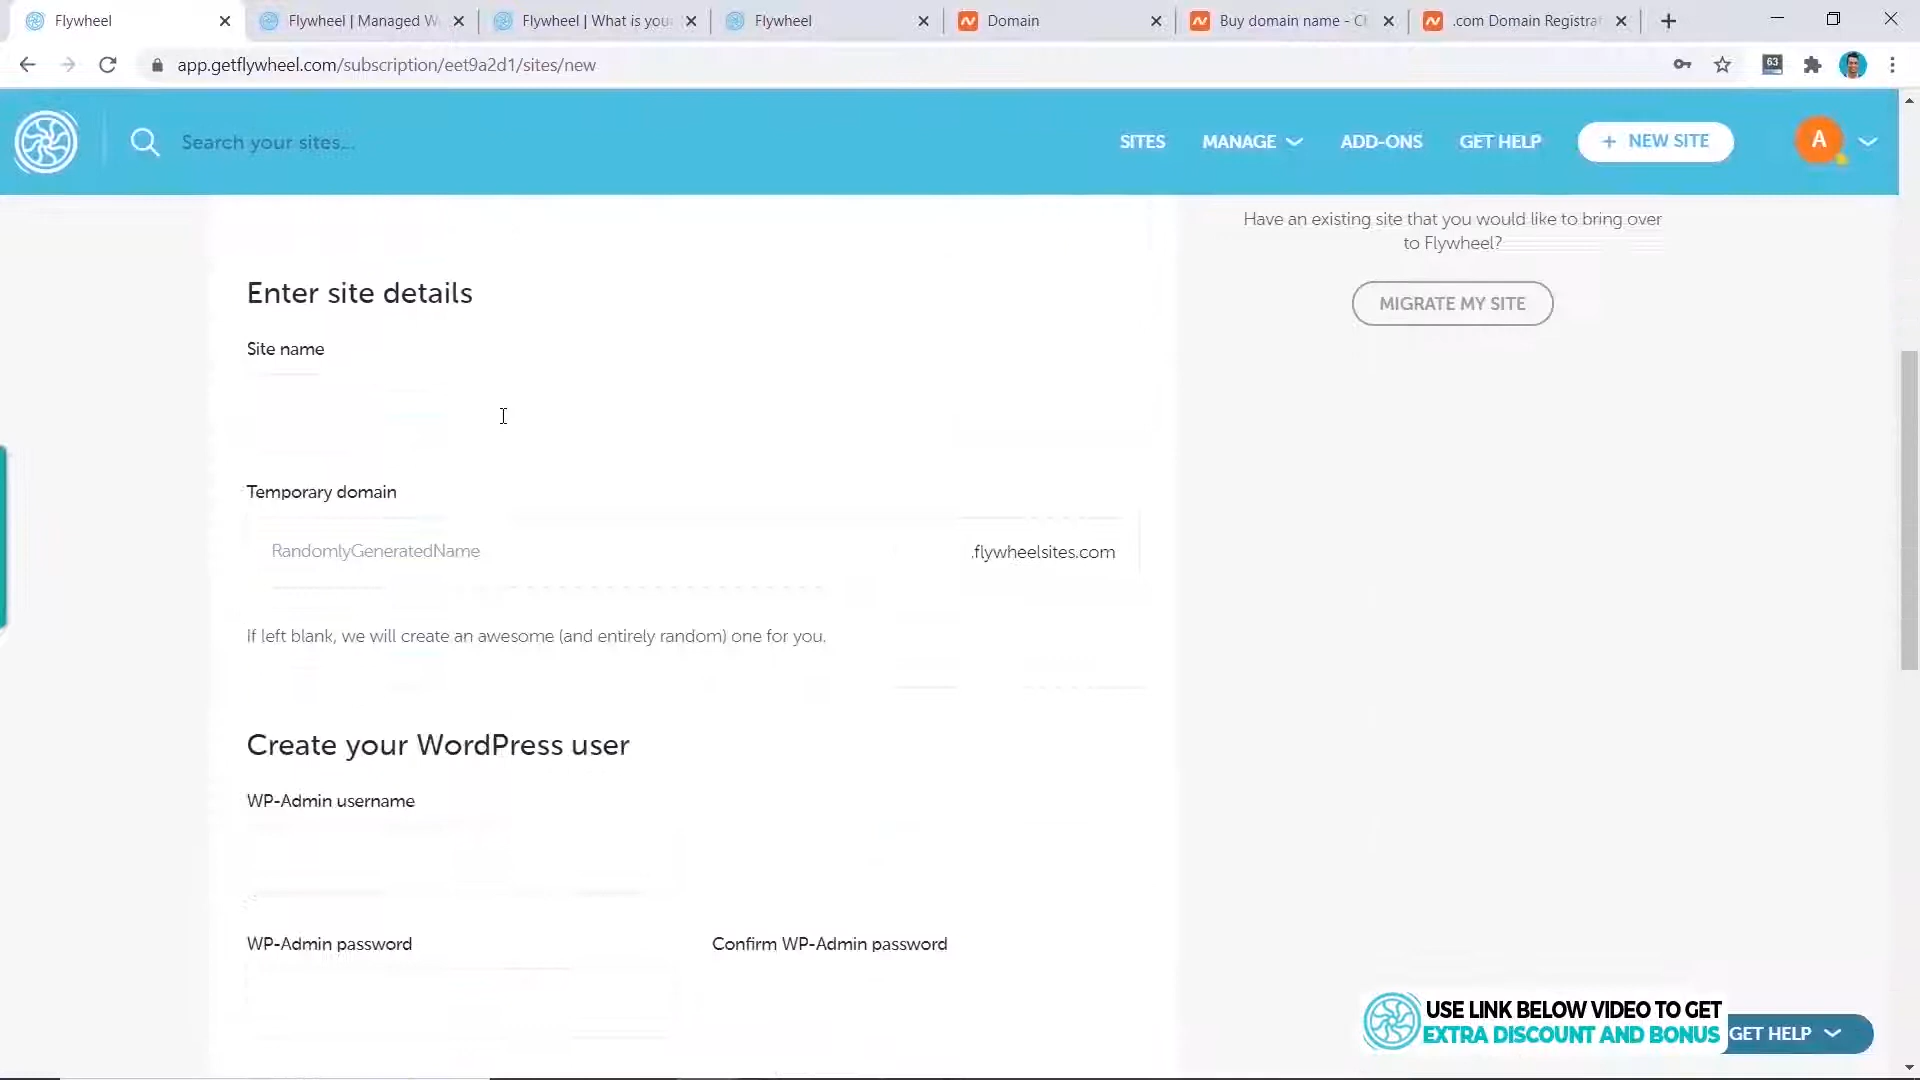 Flywheel
Flywheel | Managed W
Flywheel | What is you
Flywheel
Domain
Buy domain name - Ch
.com Domain Registrat
app.getflywheel.com/subscription/eet9a2d1/sites/new
63
Search your sites...
SITES
MANAGE
ADD-ONS
GET HELP
+ NEW SITE
A
Have an existing site that you would like to bring over
to Flywheel?
MIGRATE MY SITE
Enter site details
Site name
Temporary domain
RandomlyGeneratedName
.flywheelsites.com
If left blank, we will create an awesome (and entirely random) one for you.
Create your WordPress user
WP-Admin username
WP-Admin password
Confirm WP-Admin password
USE LINK BELOW VIDEO TO GET
EXTRA DISCOUNT AND BONUS
GET HELP